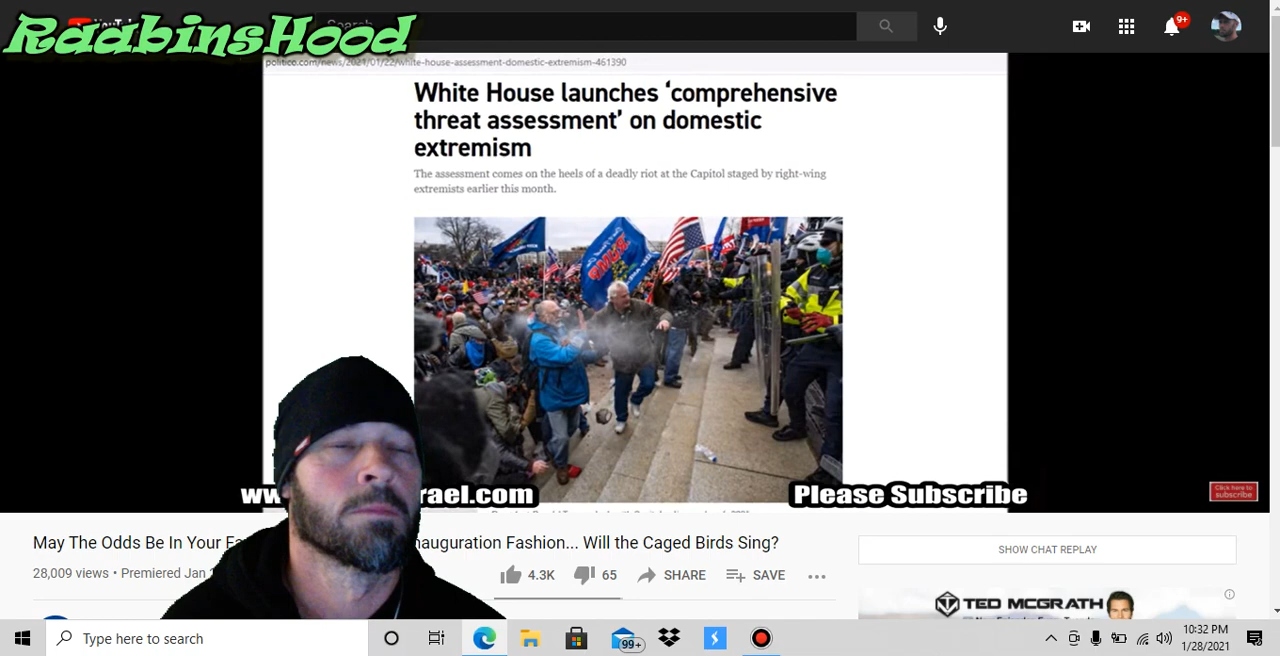 RaabinsHood
Search
9+
politico.com/news/2021/01/22/white-house-assessment-domestic-extremism-461390
White House launches ‘comprehensive
threat assessment’ on domestic
extremism
The assessment comes on the heels of a deadly riot at the Capitol staged by right-wing
extremists earlier this month.
TRUMP
rael.com
Please Subscribe
Click here to
subscribe
May The Odds Be In Your Fa nauguration Fashion... Will the Caged Birds Sing?
28,009 views • Premiered Jan
4.3K
65
SHARE
SAVE
SHOW CHAT REPLAY
TED MCGRATH
Type here to search
99+
10:32 PM
1/28/2021